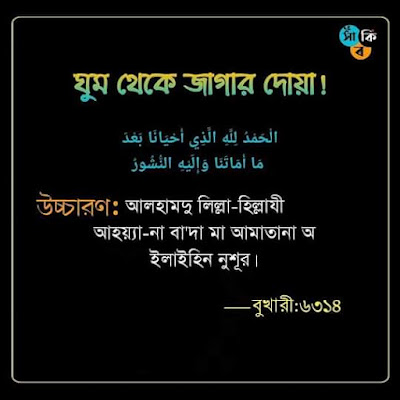 সাঁকিব
ঘুম থেকে জাগার দোয়া!
الْحَمْدُ لِلَّهِ الَّذِي أَحْيَانَا بَعْدَ
مَا أَمَاتَنَا وَإِلَيْهِ النُّشُورُ
উচ্চারণ: আলহামদু লিল্লা-হিল্লাযী
আহয়্যা-না বা'দা মা আমাতানা অ
ইলাইহিন নুশূর।
—বুখারী:৬৩১৪